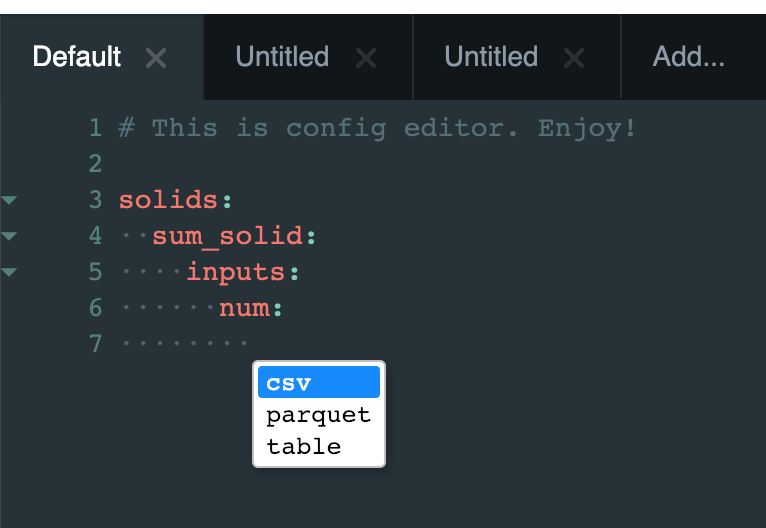 Default Untitled Untitled Add...
1 # This is config editor. Enjoy!
2
3 solids:
4 ··sum_solid:
5 ····inputs:
6 ······num:
7 ········
csv
parquet
table